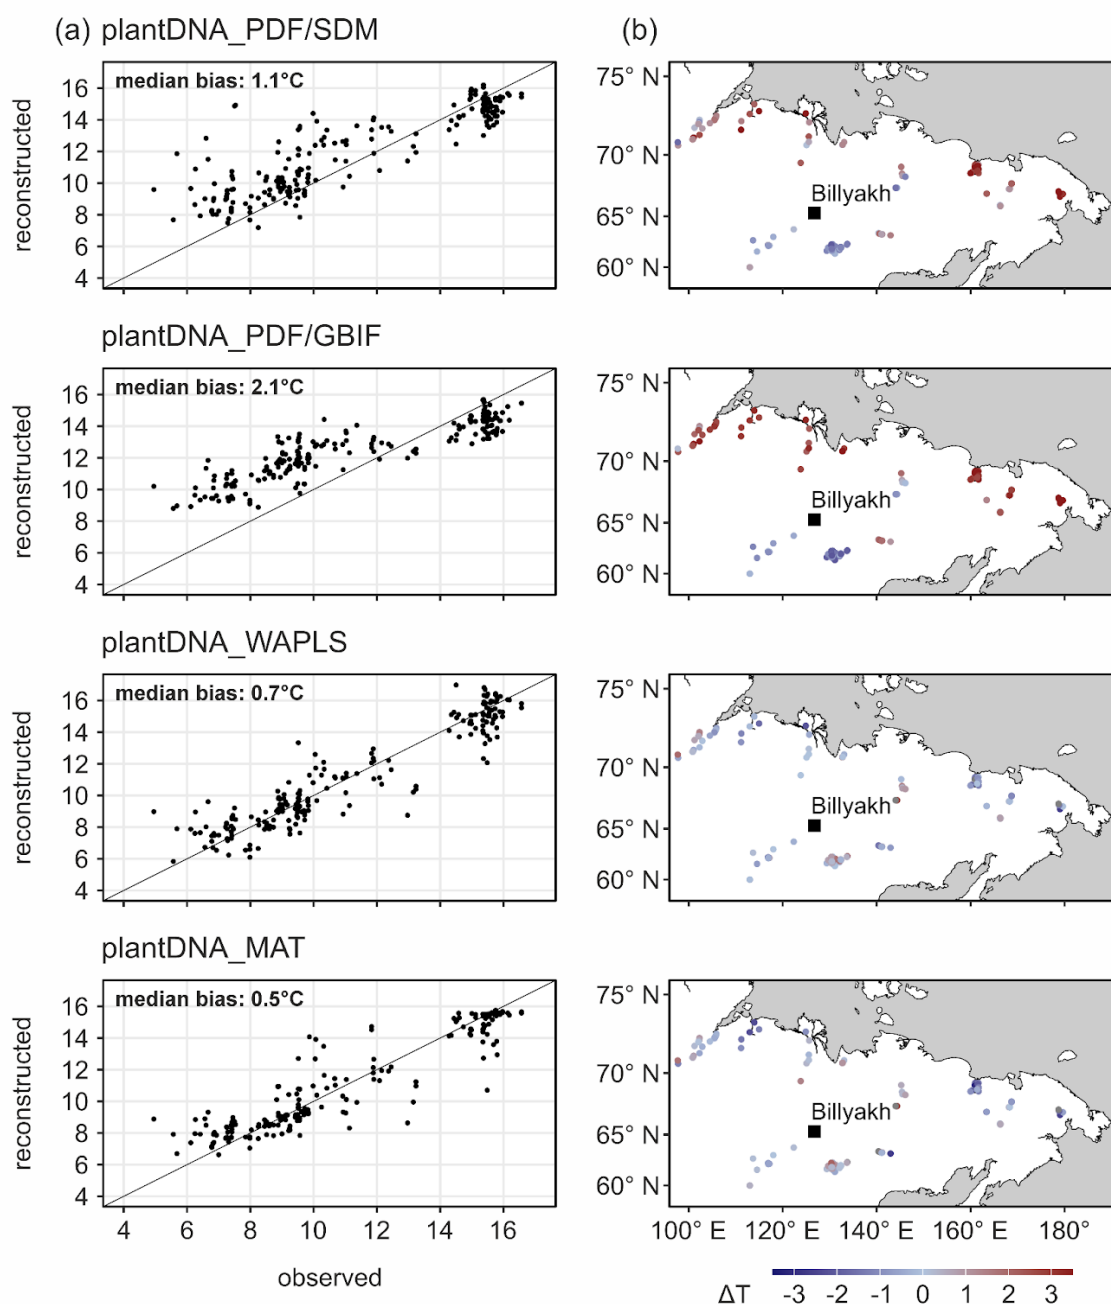 (a) plantDNA_PDF/SDM
(b)
median bias: 1.1°C
16
14
12
10
8
6
4
reconstructed
75° N
70° N
65° N
60° N
Billyakh
plantDNA_PDF/GBIF
median bias: 2.1°C
16
14
12
10
8
6
4
reconstructed
75° N
70° N
65° N
60° N
Billyakh
plantDNA_WAPLS
median bias: 0.7°C
16
14
12
10
8
6
4
reconstructed
75° N
70° N
65° N
60° N
Billyakh
plantDNA_MAT
median bias: 0.5°C
16
14
12
10
8
6
4
reconstructed
4 6 8 10 12 14 16
observed
75° N
70° N
65° N
60° N
Billyakh
100° E 120° E 140° E 160° E 180°
ΔT -3 -2 -1 0 1 2 3